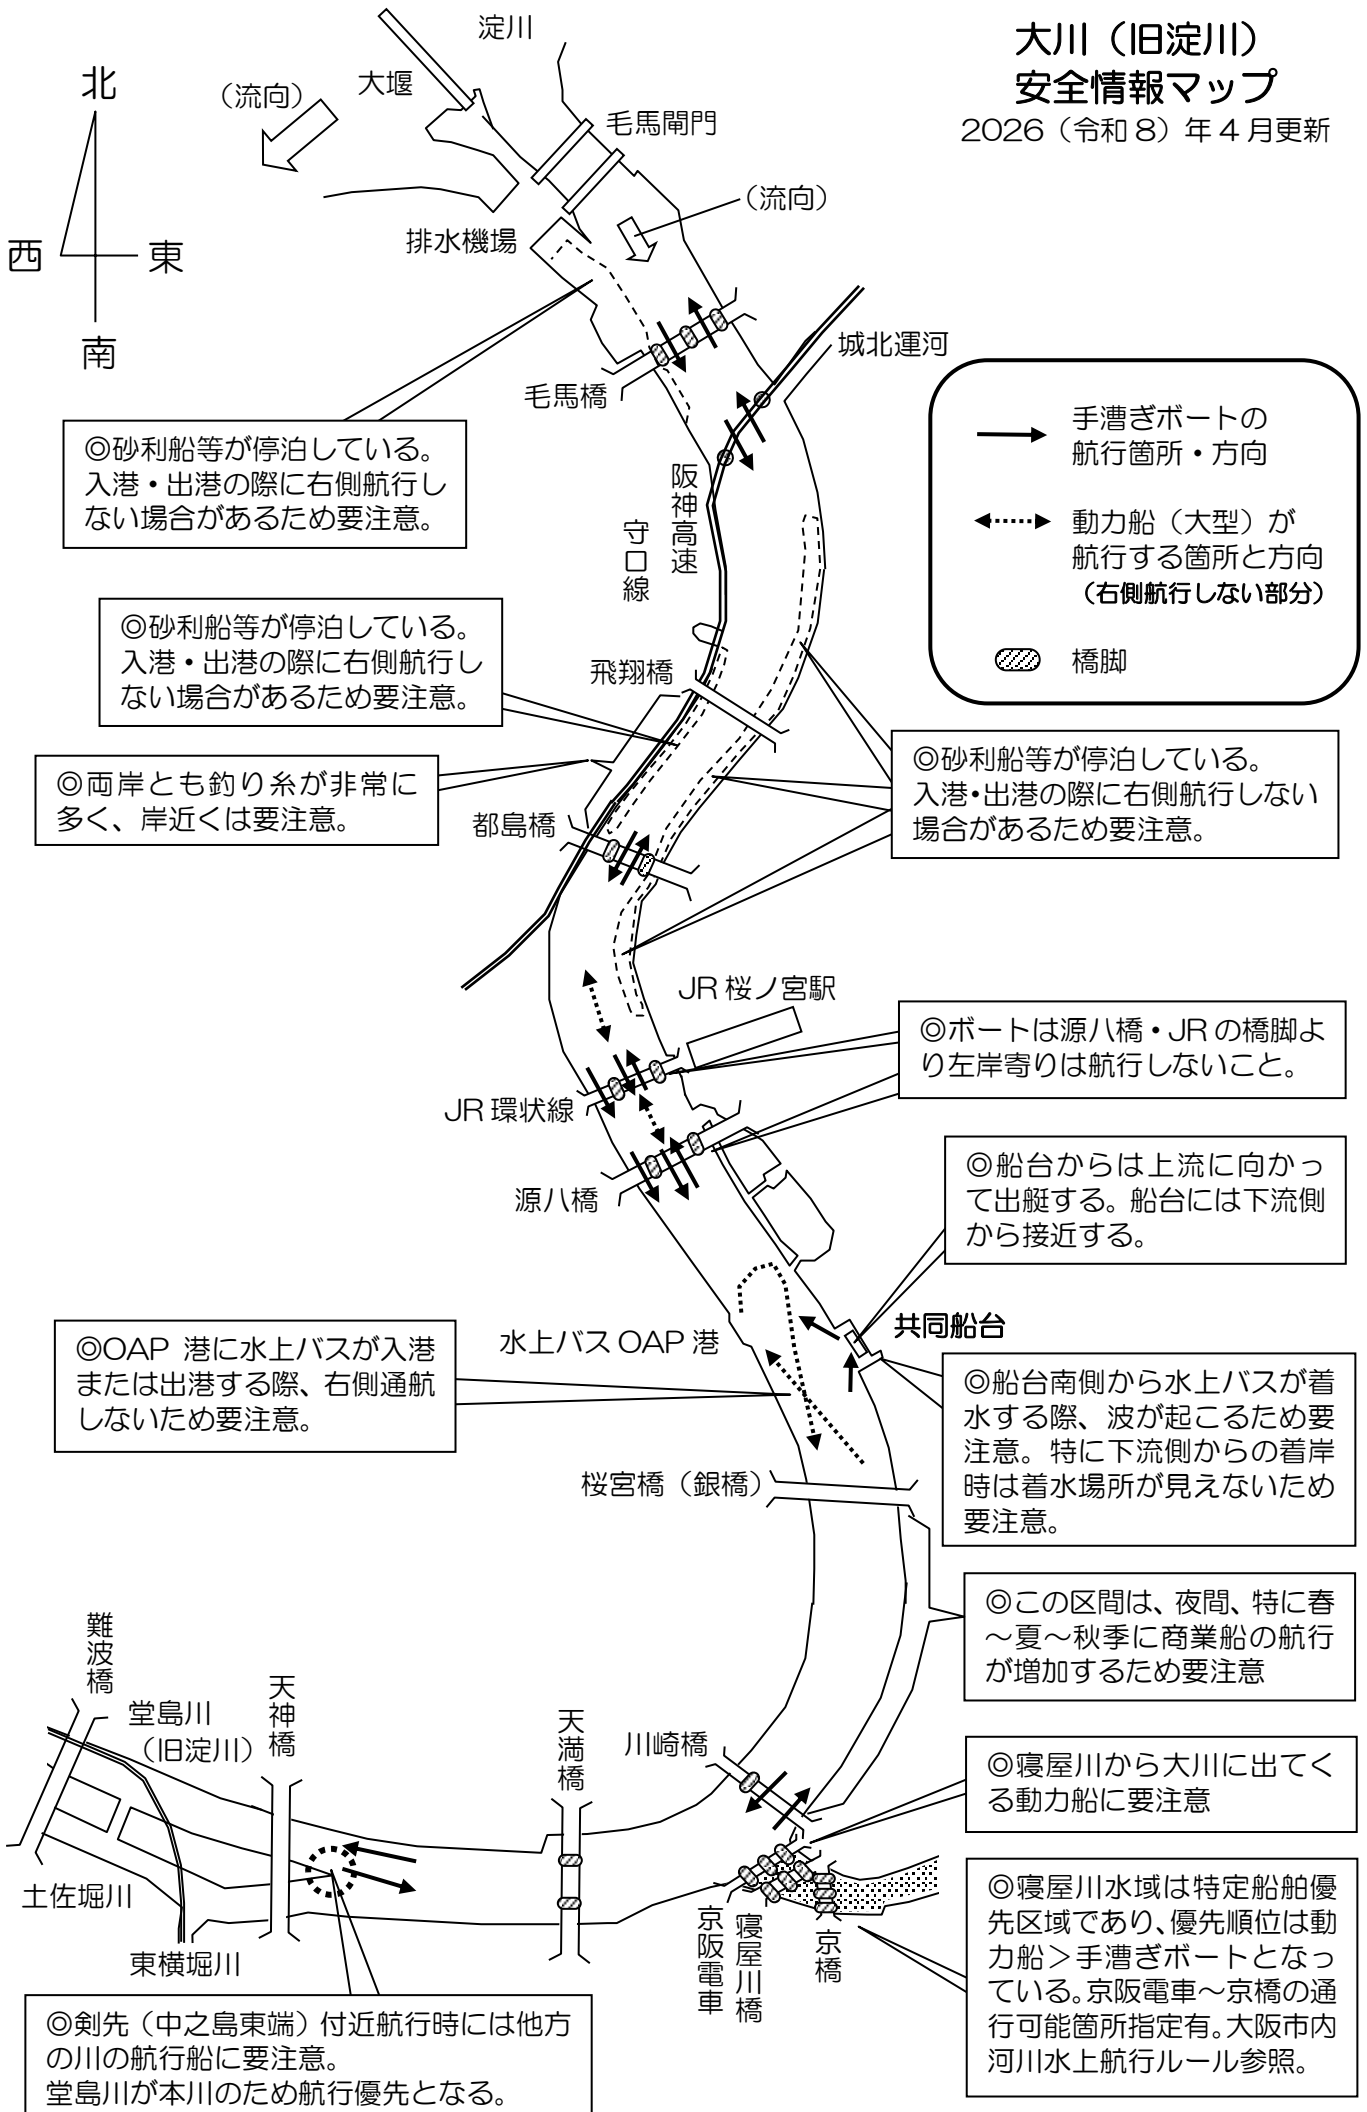 大川（旧淀川）
安全情報マップ
2026（令和８）年４月更新
淀川
大堰
北
（流向）
毛馬閘門
（流向）
西
東
排水機場
南
城北運河
毛馬橋
手漕ぎボートの
航行箇所・方向
動力船（大型）が
航行する箇所と方向
（右側航行しない部分）
橋脚
◎砂利船等が停泊している。
入港・出港の際に右側航行し
ない場合があるため要注意。
阪神高速
守口線
◎砂利船等が停泊している。
入港・出港の際に右側航行し
ない場合があるため要注意。
飛翔橋
◎両岸とも釣り糸が非常に
多く、岸近くは要注意。
◎砂利船等が停泊している。
入港・出港の際に右側航行しない
場合があるため要注意。
都島橋
JR 桜ノ宮駅
◎ボートは源八橋・JR の橋脚よ
り左岸寄りは航行しないこと。
JR 環状線
源八橋
◎船台からは上流に向かっ
て出艇する。船台には下流側
から接近する。
共同船台
水上バス OAP 港
◎OAP 港に水上バスが入港
または出港する際、右側通航
しないため要注意。
◎船台南側から水上バスが着
水する際、波が起こるため要
注意。特に下流側からの着岸
時は着水場所が見えないため
要注意。
桜宮橋（銀橋）
◎この区間は、夜間、特に春
～夏～秋季に商業船の航行
が増加するため要注意
難波橋
堂島川
（旧淀川）
天神橋
天満橋
川崎橋
◎寝屋川から大川に出てく
る動力船に要注意
土佐堀川
東横堀川
京阪電車
寝屋川橋
京橋
◎寝屋川水域は特定船舶優
先区域であり、優先順位は動
力船＞手漕ぎボートとなっ
ている。京阪電車～京橋の通
行可能箇所指定有。大阪市内
河川水上航行ルール参照。
◎剣先（中之島東端）付近航行時には他方
の川の航行船に要注意。
堂島川が本川のため航行優先となる。